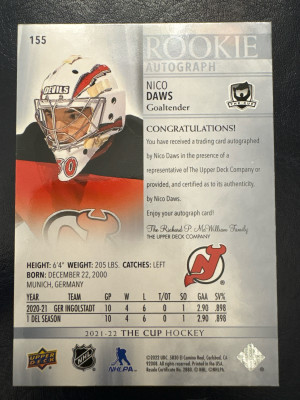 155
ROOKIE
AUTOGRAPH
NICO
DAWS
Goaltender
DEVILS
CONGRATULATIONS!
You have received a trading card autographed
by Nico Daws in the presence of a
representative of The Upper Deck Company or
provided, and certified as to its authenticity,
by Nico Daws.
Enjoy your autograph card!
The Richard P. McWilliam Family
THE UPPER DECK COMPANY
HEIGHT: 6'4" WEIGHT: 205 LBS. CATCHES: LEFT
BORN: DECEMBER 22, 2000
MUNICH, GERMANY
YEAR TEAM GP W L T/OT SO GAA SV%
2020-21 GER INGOLSTADT 10 4 6 0 1 2.90 .898
1 DEL SEASON 10 4 6 0 1 2.90 .898
2021-22 THE CUP HOCKEY
UPPER DECK
NHL
NHLPA